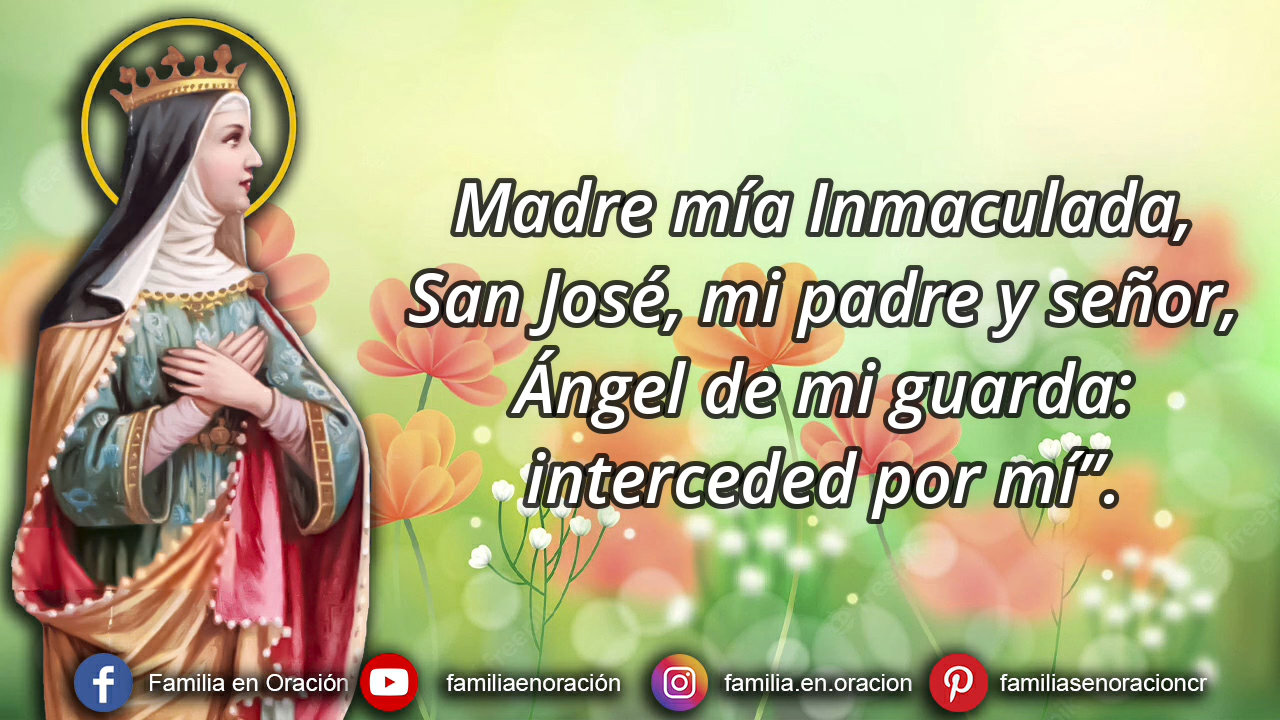 Madre mía Inmaculada,
San José, mi padre y señor,
Ángel de mi guarda:
interceded por mí”.
Familia en Oración
familiaenoración
familia.en.oracion
familiasenoracioncr